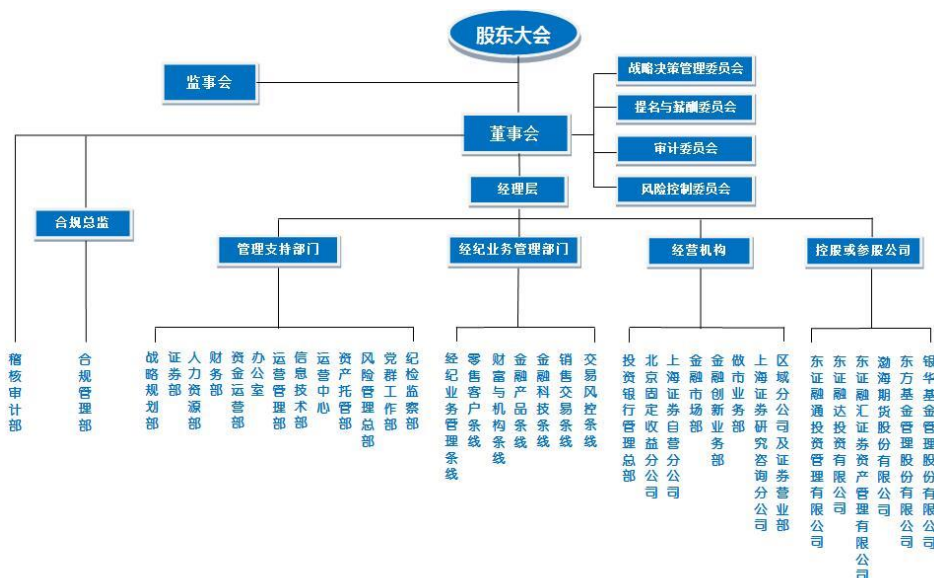 股东大会
监事会
战略决策管理委员会
提名与薪酬委员会
董事会
审计委员会
经理层
风险控制委员会
合规总监
管理支持部门
经纪业务管理部门
经营机构
控股或参股公司
稽核审计部
合规管理部
战略规划部
证券部
人力资源部
财务部
资金运营部
办公室
运营管理部
信息技术部
运营中心
资产托管部
风险管理总部
党群工作部
纪检监察部
经纪业务管理条线
零售客户条线
财富与机构条线
金融产品条线
金融科技条线
销售交易条线
交易风控条线
投资银行管理总部
北京固定收益分公司
上海证券自营分公司
金融市场部
金融创新业务部
做市业务部
上海证券研究咨询分公司
区域分公司及证券营业部
东证融通投资管理有限公司
东证融达投资有限公司
东证融汇证券资产管理有限公司
渤海期货股份有限公司
东方基金管理股份有限公司
银华基金管理股份有限公司